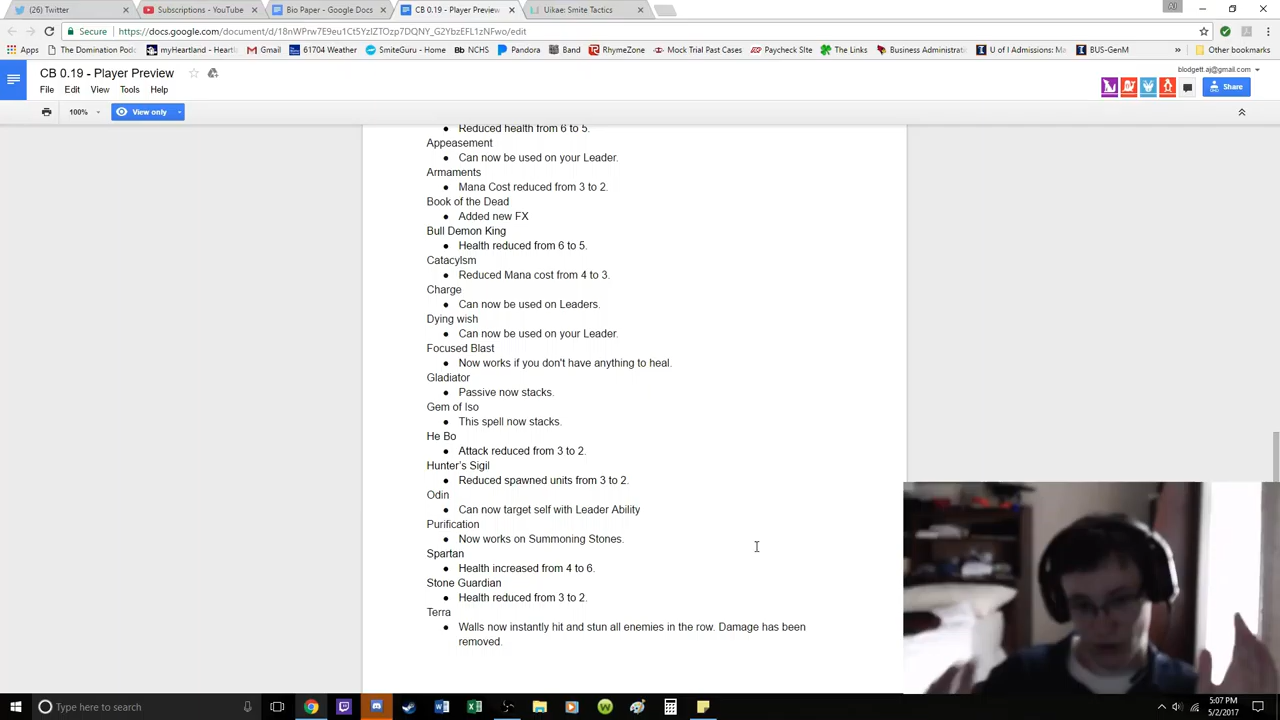 (26) Twitter
Subscriptions - YouTube
Bio Paper - Google Docs
CB 0.19 - Player Preview
Uikae: Smite Tactics
AJ
Secure
https://docs.google.com/document/d/18nWPrw7E9eu1Ct5YzIZTOzp7DQNY_G2YbzEFL1zNFwo/edit
Apps
The Domination Podc
myHeartland - Heartl
Gmail
61704 Weather
SmiteGuru - Home
NCHS
Pandora
Band
RhymeZone
Mock Trial Past Cases
Paycheck Site
The Links
Business Administrati
U of I Admissions: Ma
BUS-GenM
Other bookmarks
CB 0.19 - Player Preview
blodgett.aj@gmail.com
File Edit View Tools Help
Share
100%
View only
Reduced health from 6 to 5.
Appeasement
Can now be used on your Leader.
Armaments
Mana Cost reduced from 3 to 2.
Book of the Dead
Added new FX
Bull Demon King
Health reduced from 6 to 5.
Catacylsm
Reduced Mana cost from 4 to 3.
Charge
Can now be used on Leaders.
Dying wish
Can now be used on your Leader.
Focused Blast
Now works if you don't have anything to heal.
Gladiator
Passive now stacks.
Gem of Iso
This spell now stacks.
He Bo
Attack reduced from 3 to 2.
Hunter's Sigil
Reduced spawned units from 3 to 2.
Odin
Can now target self with Leader Ability
Purification
Now works on Summoning Stones.
Spartan
Health increased from 4 to 6.
Stone Guardian
Health reduced from 3 to 2.
Terra
Walls now instantly hit and stun all enemies in the row. Damage has been
removed.
Type here to search
5:07 PM
5/2/2017